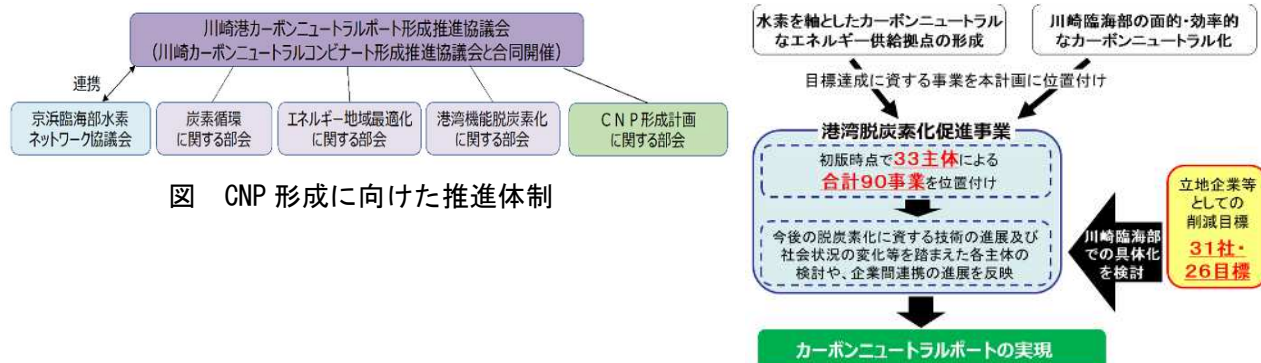 川崎港カーボンニュートラルポート形成推進協議会
（川崎カーボンニュートラルコンビナート形成推進協議会と合同開催）
連携
京浜臨海部水素
ネットワーク協議会
炭素循環
に関する部会
エネルギー地域最適化
に関する部会
港湾機能脱炭素化
に関する部会
CNP形成計画
に関する部会
図 CNP形成に向けた推進体制
水素を軸としたカーボンニュートラル
なエネルギー供給拠点の形成
川崎臨海部の面的・効率的
なカーボンニュートラル化
目標達成に資する事業を本計画に位置付け
港湾脱炭素化促進事業
初版時点で33主体による
合計90事業を位置付け
今後の脱炭素化に資する技術の進展及び
社会状況の変化等を踏まえた各主体の
検討や、企業間連携の進展を反映
川崎臨海部
での具体化
を検討
立地企業等
としての
削減目標
31社・
26目標
カーボンニュートラルポートの実現